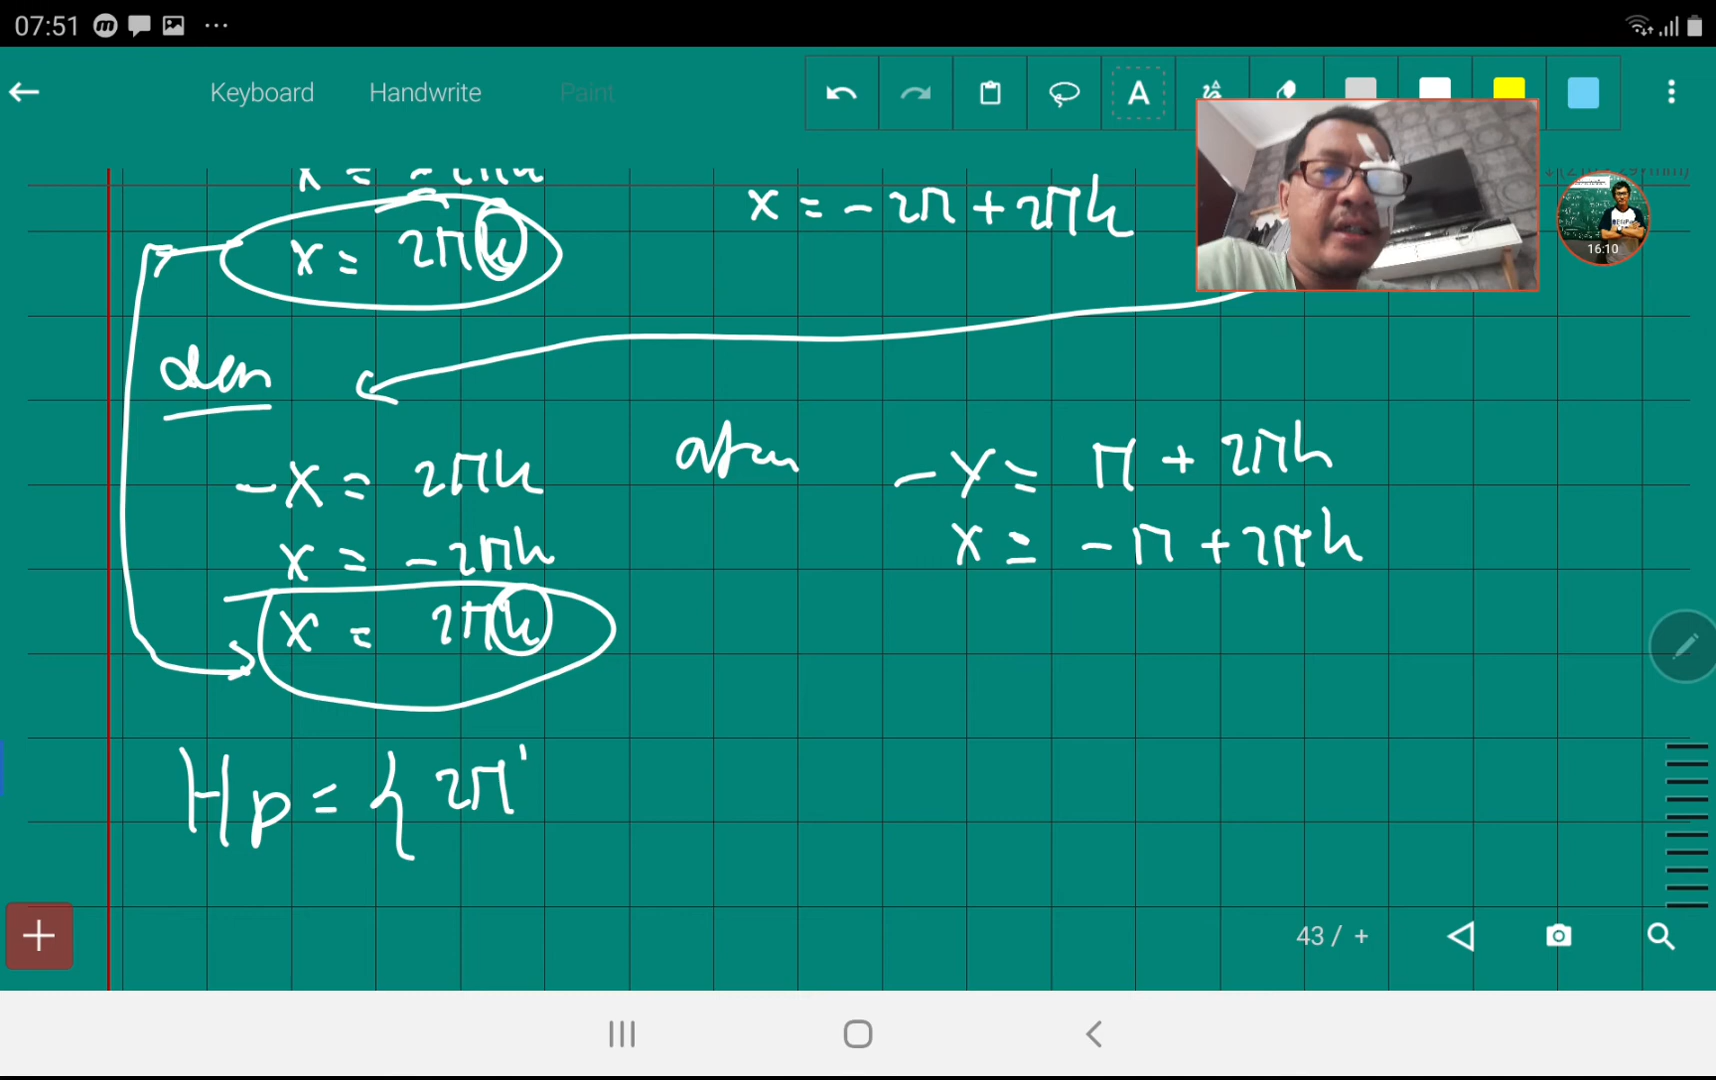 07:51
Keyboard Handwrite Paint
A
x = 2πk
x = -2π + 2πk
16:10
dan
-x = 2πk atau -x = π + 2πk
x = -2πk x = -π + 2πk
x = 2πk
Hp = { 2π
43 / +